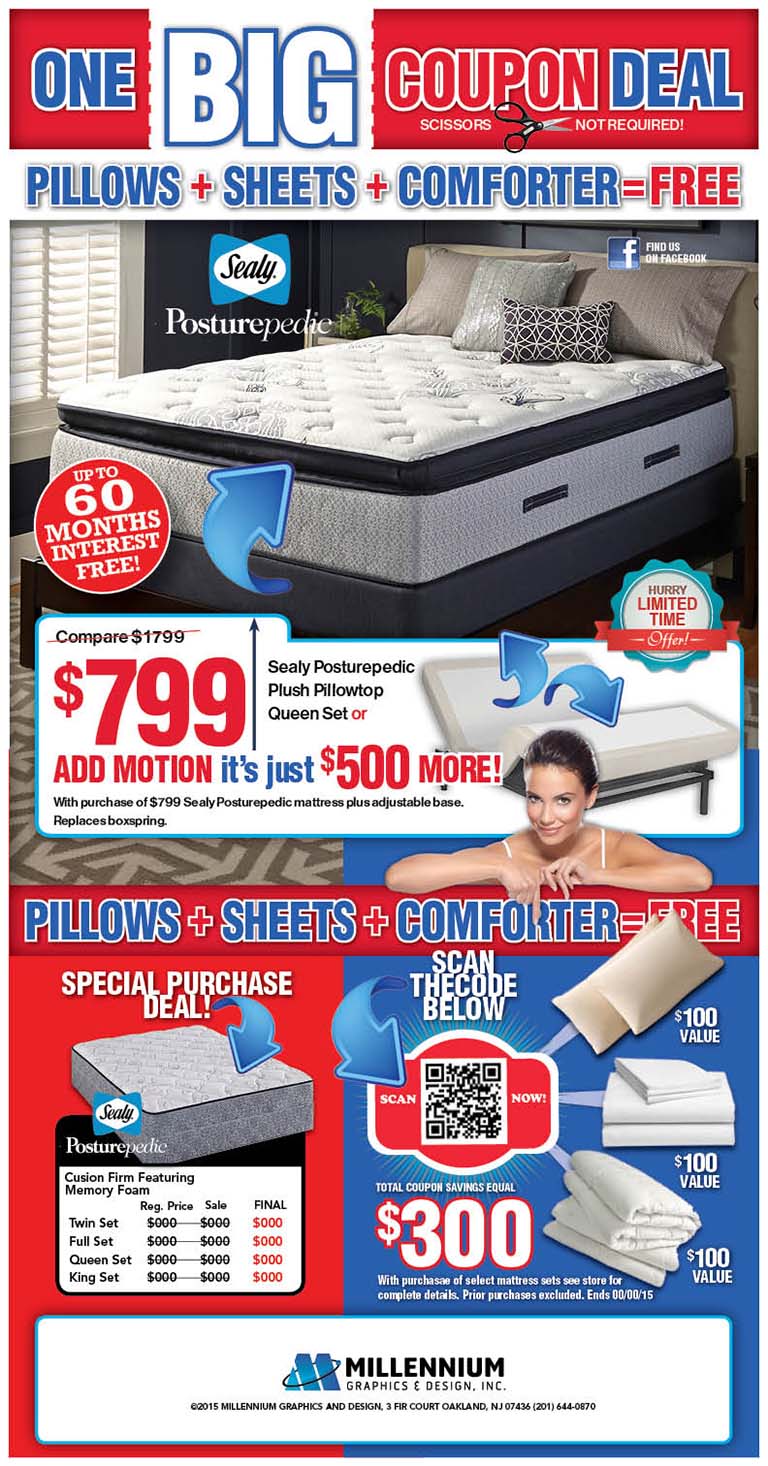 ONE BIG COUPON DEAL
SCISSORS NOT REQUIRED!
PILLOWS + SHEETS + COMFORTER = FREE
Sealy
Posturepedic
FIND US
ON FACEBOOK
UP TO
60
MONTHS
INTEREST
FREE!
HURRY
LIMITED
TIME
Offer!
Compare $1799
$799
Sealy Posturepedic
Plush Pillowtop
Queen Set or
ADD MOTION it's just $500 MORE!
With purchase of $799 Sealy Posturepedic mattress plus adjustable base.
Replaces boxspring.
PILLOWS + SHEETS + COMFORTER = FREE
SPECIAL PURCHASE
DEAL!
Sealy
Posturepedic
Cusion Firm Featuring
Memory Foam
Reg. Price Sale FINAL
Twin Set $000 $000 $000
Full Set $000 $000 $000
Queen Set $000 $000 $000
King Set $000 $000 $000
SCAN
THECODE
BELOW
SCAN NOW!
$100
VALUE
$100
VALUE
$100
VALUE
TOTAL COUPON SAVINGS EQUAL
$300
With purchasae of select mattress sets see store for
complete details. Prior purchases excluded. Ends 00/00/15
MILLENNIUM
GRAPHICS & DESIGN, INC.
©2015 MILLENNIUM GRAPHICS AND DESIGN, 3 FIR COURT OAKLAND, NJ 07436 (201) 644-0870